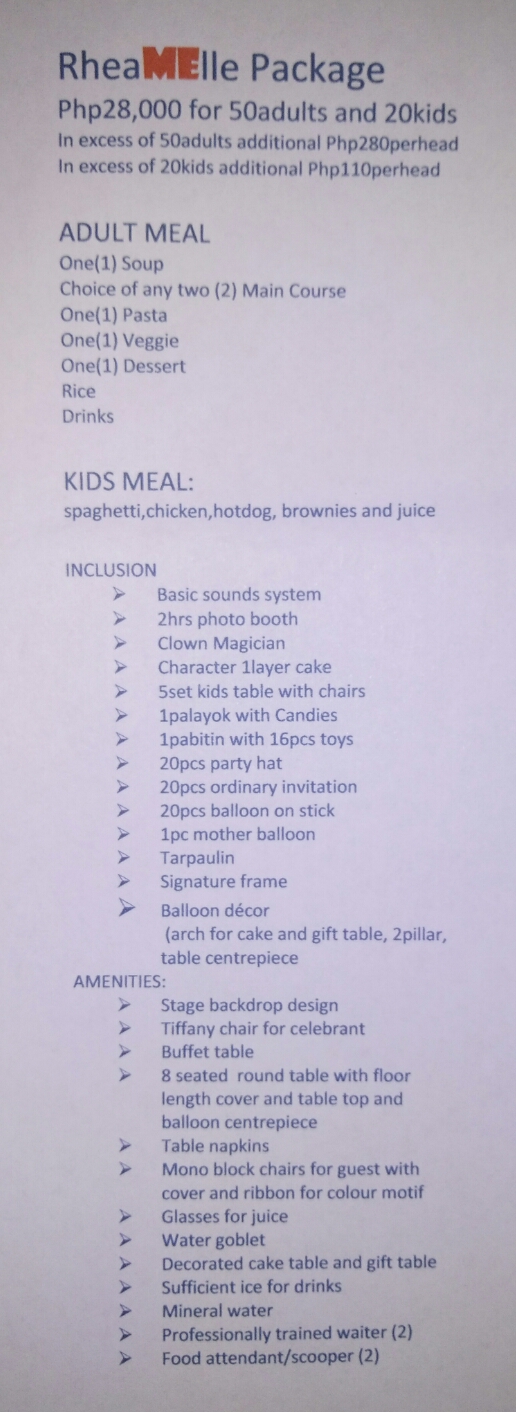 RheaMElle Package
Php28,000 for 50adults and 20kids
In excess of 50adults additional Php280perhead
In excess of 20kids additional Php110perhead
ADULT MEAL
One(1) Soup
Choice of any two (2) Main Course
One(1) Pasta
One(1) Veggie
One(1) Dessert
Rice
Drinks
KIDS MEAL:
spaghetti,chicken,hotdog, brownies and juice
INCLUSION
➢ Basic sounds system
➢ 2hrs photo booth
➢ Clown Magician
➢ Character 1layer cake
➢ 5set kids table with chairs
➢ 1palayok with Candies
➢ 1pabitin with 16pcs toys
➢ 20pcs party hat
➢ 20pcs ordinary invitation
➢ 20pcs balloon on stick
➢ 1pc mother balloon
➢ Tarpaulin
➢ Signature frame
➢ Balloon décor
(arch for cake and gift table, 2pillar,
table centrepiece
AMENITIES:
➢ Stage backdrop design
➢ Tiffany chair for celebrant
➢ Buffet table
➢ 8 seated round table with floor
length cover and table top and
balloon centrepiece
➢ Table napkins
➢ Mono block chairs for guest with
cover and ribbon for colour motif
➢ Glasses for juice
➢ Water goblet
➢ Decorated cake table and gift table
➢ Sufficient ice for drinks
➢ Mineral water
➢ Professionally trained waiter (2)
➢ Food attendant/scooper (2)